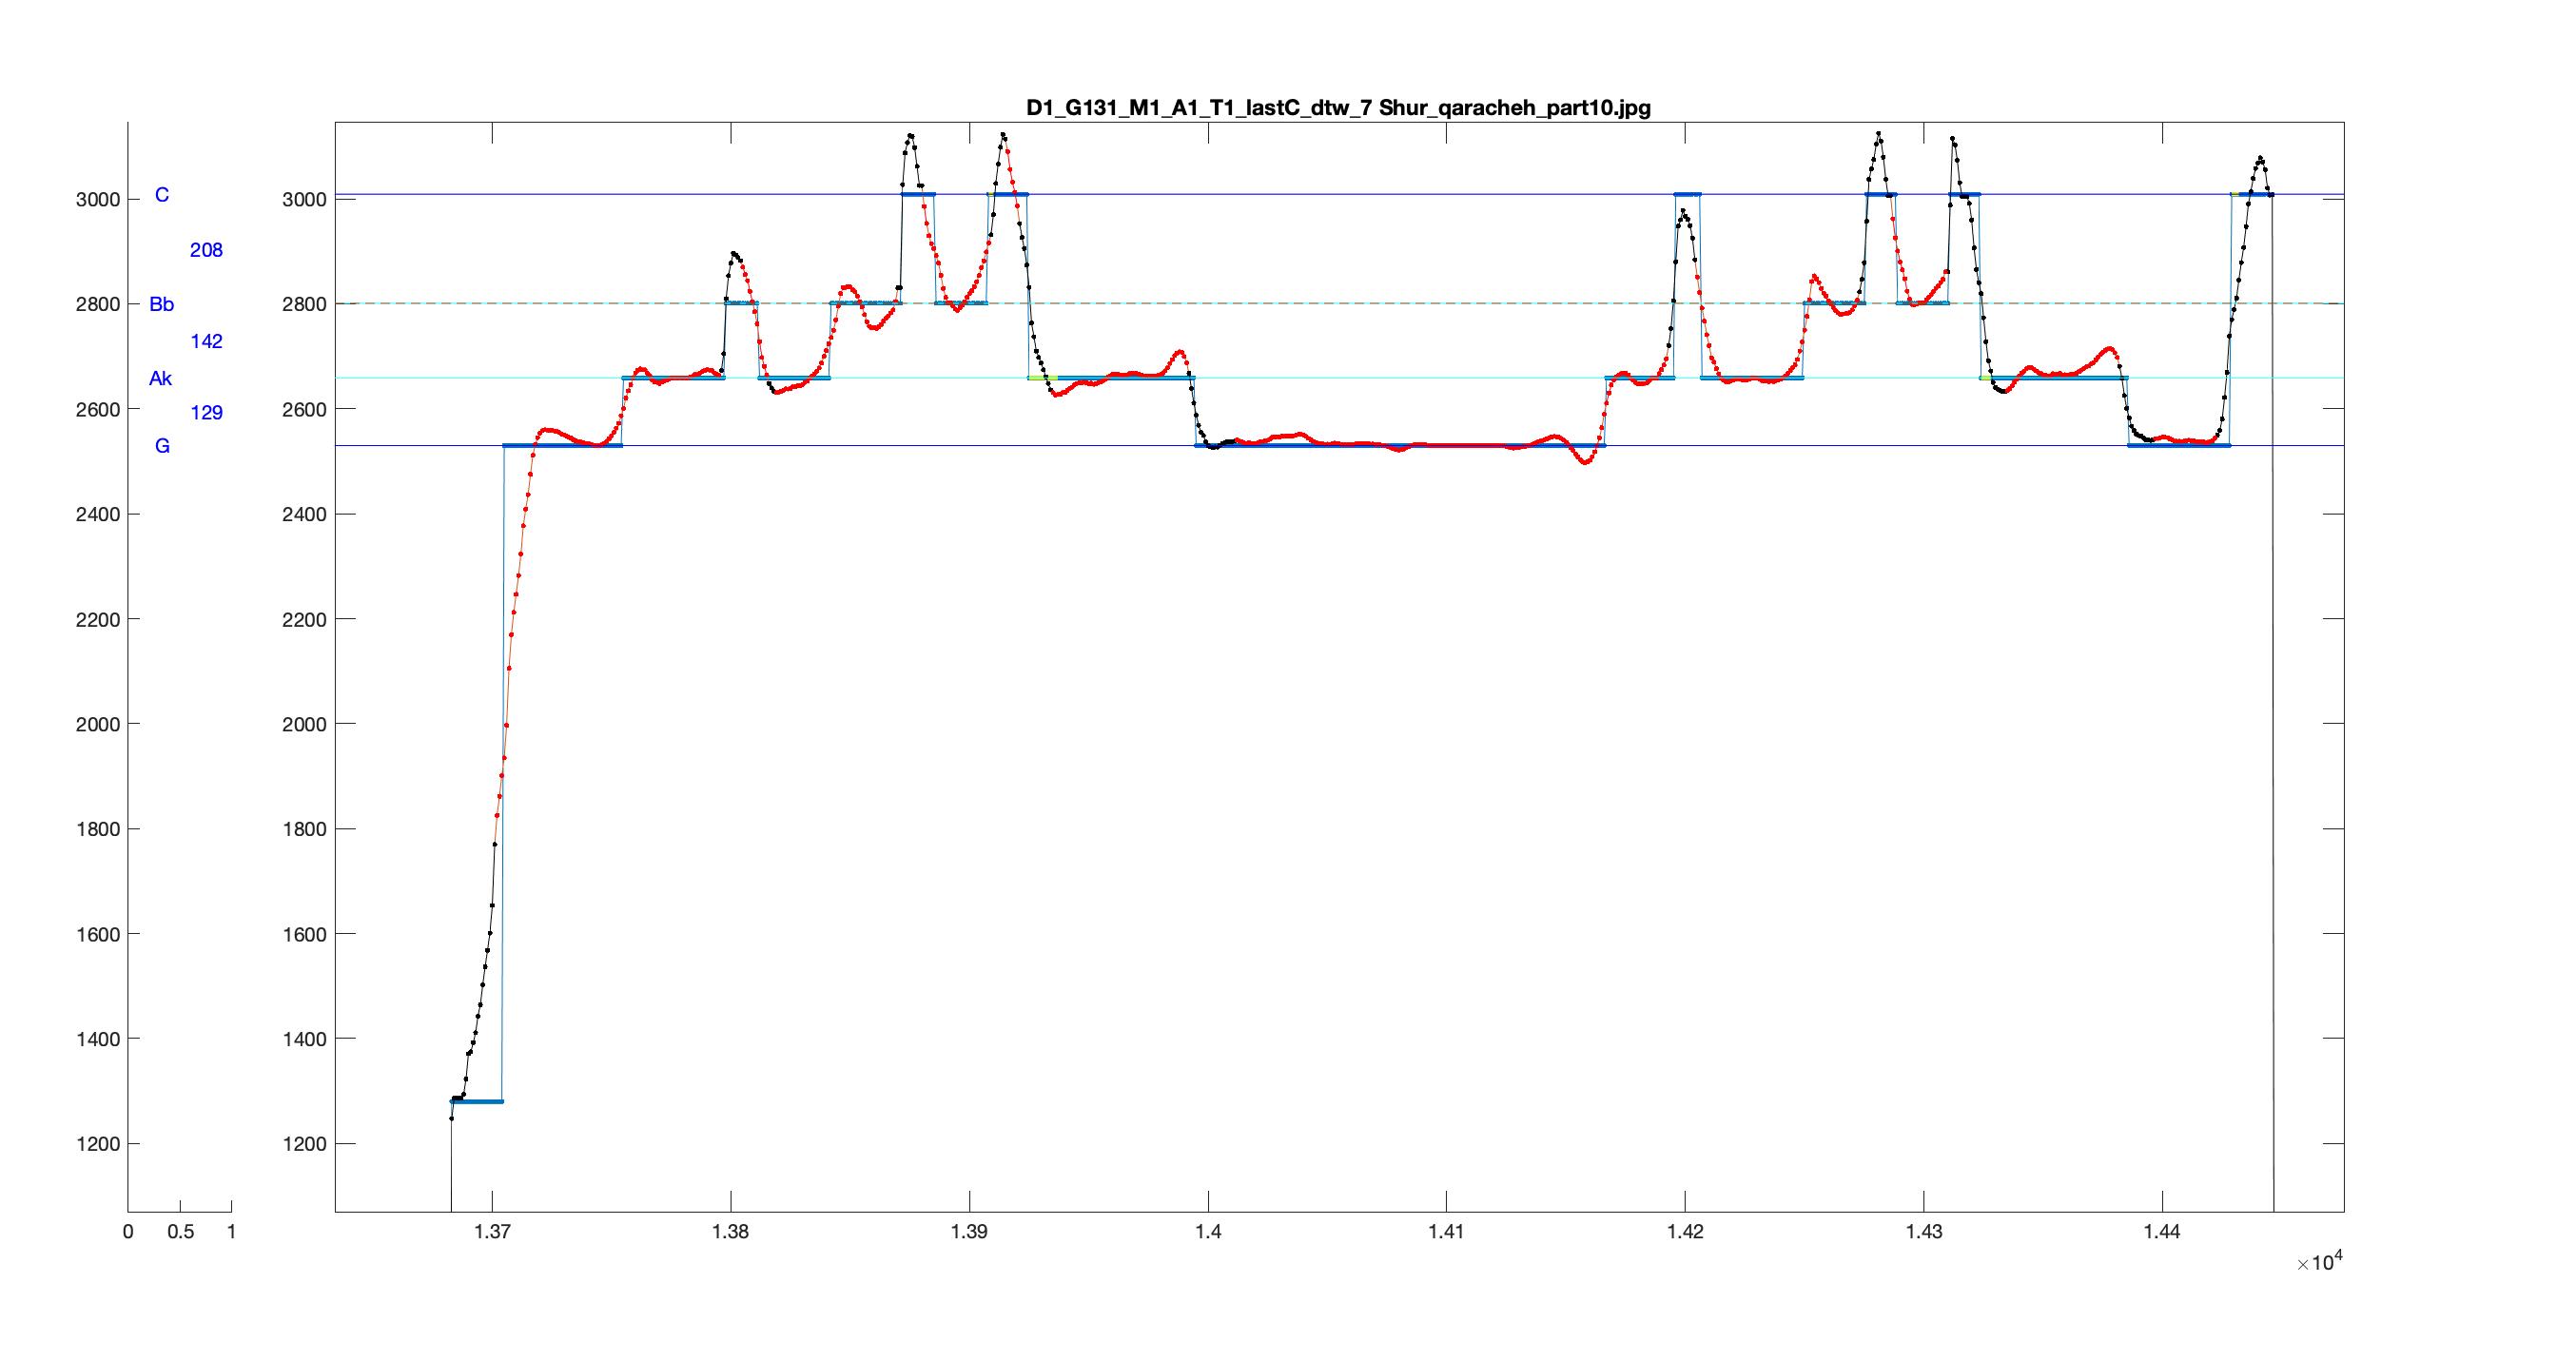 D1_G131_M1_A1_T1_lastC_dtw_7 Shur_qaracheh_part10.jpg
3000 C 3000
208
2800 Bb 2800
142
Ak
2600 129 2600
G
2400 2400
2200 2200
2000 2000
1800 1800
1600 1600
1400 1400
1200 1200
0 0.5 1 1.37 1.38 1.39 1.4 1.41 1.42 1.43 1.44
×10^4